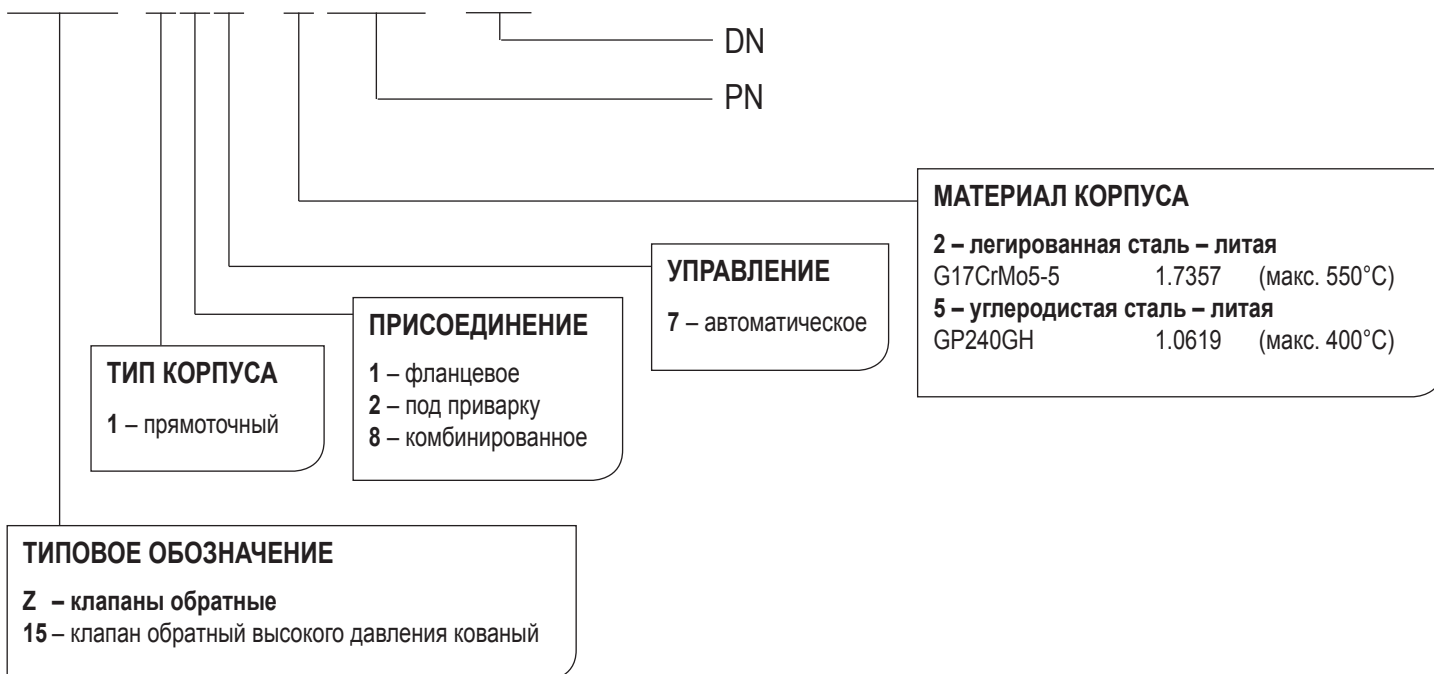 DN
PN
МАТЕРИАЛ КОРПУСА
2 – легированная сталь – литая
G17CrMo5-5 1.7357 (макс. 550°C)
5 – углеродистая сталь – литая
GP240GH 1.0619 (макс. 400°C)
УПРАВЛЕНИЕ
7 – автоматическое
ПРИСОЕДИНЕНИЕ
1 – фланцевое
2 – под приварку
8 – комбинированное
ТИП КОРПУСА
1 – прямоточный
ТИПОВОЕ ОБОЗНАЧЕНИЕ
Z – клапаны обратные
15 – клапан обратный высокого давления кованый